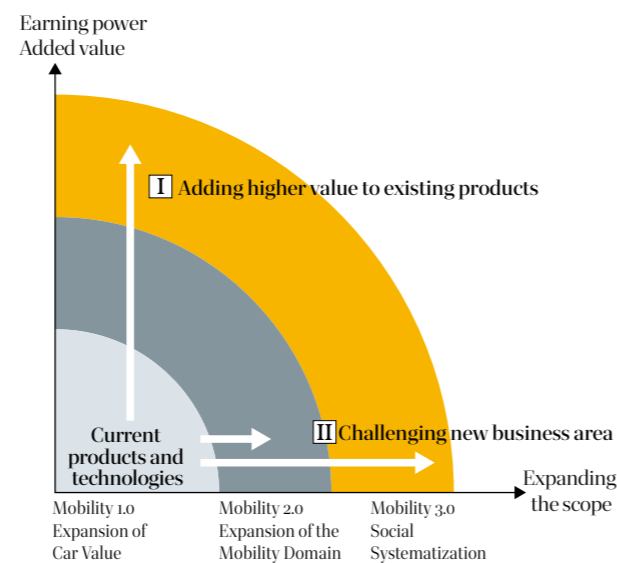 Earning power
Added value
I Adding higher value to existing products
II Challenging new business area
Current
products and
technologies
Expanding
the scope
Mobility 1.0
Expansion of
Car Value
Mobility 2.0
Expansion of the
Mobility Domain
Mobility 3.0
Social
Systematization